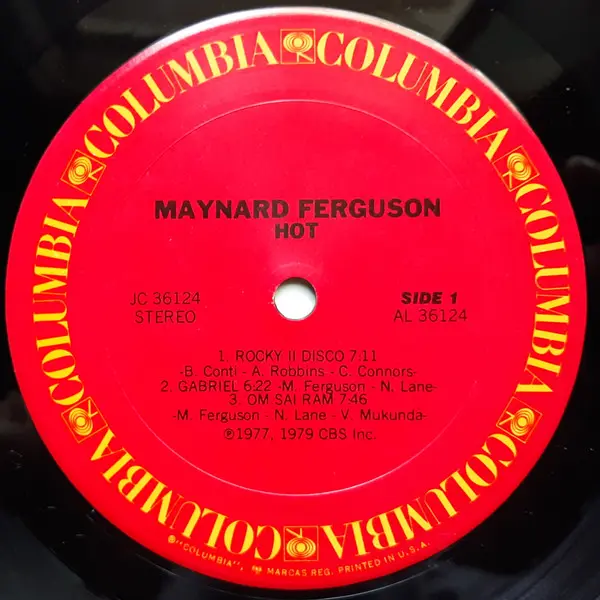 COLUMBIA COLUMBIA COLUMBIA COLUMBIA COLUMBIA COLUMBIA COLUMBIA COLUMBIA
MAYNARD FERGUSON
HOT
JC 36124
STEREO
SIDE 1
AL 36124
1. ROCKY II DISCO 7:11
-B. Conti - A. Robbins - C. Connors-
2. GABRIEL 6:22 -M. Ferguson - N. Lane-
3. OM SAI RAM 7:46
-M. Ferguson - N. Lane - V. Mukunda-
℗1977, 1979 CBS Inc.
®"COLUMBIA", MARCAS REG. PRINTED IN U.S.A.